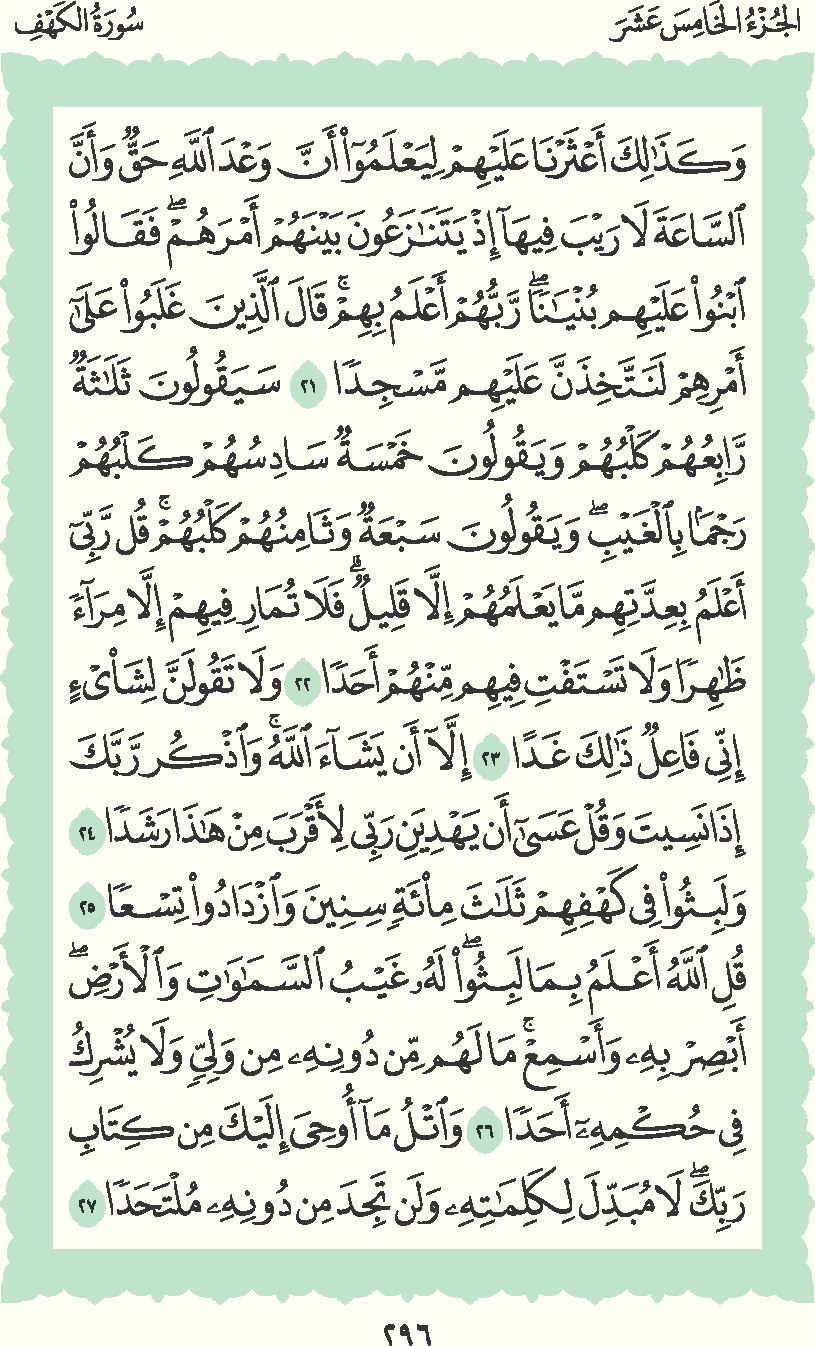 الجُزْءُ الخَامِسَ عَشَرَ
سُورَةُ الكَهْفِ
وَكَذَٰلِكَ أَعْثَرْنَا عَلَيْهِمْ لِيَعْلَمُوٓا۟ أَنَّ وَعْدَ ٱللَّهِ حَقٌّ وَأَنَّ
ٱلسَّاعَةَ لَا رَيْبَ فِيهَآ إِذْ يَتَنَـٰزَعُونَ بَيْنَهُمْ أَمْرَهُمْ ۖ فَقَالُوا۟
ٱبْنُوا۟ عَلَيْهِم بُنْيَـٰنًا ۖ رَّبُّهُمْ أَعْلَمُ بِهِمْ ۚ قَالَ ٱلَّذِينَ غَلَبُوا۟ عَلَىٰٓ
أَمْرِهِمْ لَنَتَّخِذَنَّ عَلَيْهِم مَّسْجِدًا ٢١ سَيَقُولُونَ ثَلَـٰثَةٌ
رَّابِعُهُمْ كَلْبُهُمْ وَيَقُولُونَ خَمْسَةٌ سَادِسُهُمْ كَلْبُهُمْ
رَجْمًۢا بِٱلْغَيْبِ ۖ وَيَقُولُونَ سَبْعَةٌ وَثَامِنُهُمْ كَلْبُهُمْ ۚ قُل رَّبِّىٓ
أَعْلَمُ بِعِدَّتِهِم مَّا يَعْلَمُهُمْ إِلَّا قَلِيلٌ ۗ فَلَا تُمَارِ فِيهِمْ إِلَّا مِرَآءً
ظَـٰهِرًا وَلَا تَسْتَفْتِ فِيهِم مِّنْهُمْ أَحَدًا ٢٢ وَلَا تَقُولَنَّ لِشَا۟ىْءٍ
إِنِّى فَاعِلٌ ذَٰلِكَ غَدًا ٢٣ إِلَّآ أَن يَشَآءَ ٱللَّهُ ۚ وَٱذْكُر رَّبَّكَ
إِذَا نَسِيتَ وَقُلْ عَسَىٰٓ أَن يَهْدِيَنِ رَبِّى لِأَقْرَبَ مِنْ هَـٰذَا رَشَدًا ٢٤
وَلَبِثُوا۟ فِى كَهْفِهِمْ ثَلَـٰثَ مِا۟ئَةٍ سِنِينَ وَٱزْدَادُوا۟ تِسْعًا ٢٥
قُلِ ٱللَّهُ أَعْلَمُ بِمَا لَبِثُوا۟ ۖ لَهُۥ غَيْبُ ٱلسَّمَـٰوَٰتِ وَٱلْأَرْضِ ۖ
أَبْصِرْ بِهِۦ وَأَسْمِعْ ۚ مَا لَهُم مِّن دُونِهِۦ مِن وَلِىٍّ وَلَا يُشْرِكُ
فِى حُكْمِهِۦٓ أَحَدًا ٢٦ وَٱتْلُ مَآ أُوحِىَ إِلَيْكَ مِن كِتَابِ
رَبِّكَ ۖ لَا مُبَدِّلَ لِكَلِمَـٰتِهِۦ وَلَن تَجِدَ مِن دُونِهِۦ مُلْتَحَدًا ٢٧
٢٩٦